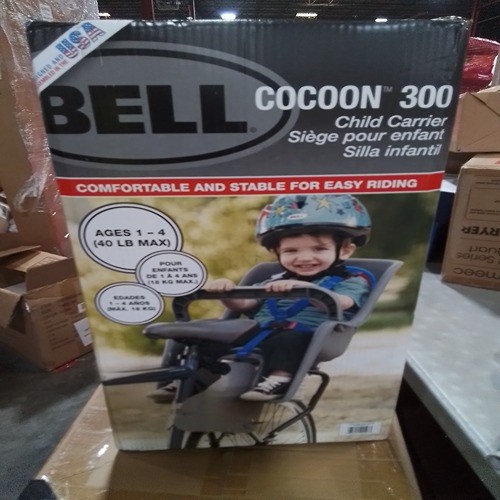 USA
BELL
COCOON™ 300
Child Carrier
Siège pour enfant
Silla infantil
COMFORTABLE AND STABLE FOR EASY RIDING
AGES 1 - 4
(40 LB MAX)
POUR
ENFANTS
DE 1 À 4 ANS
(18 KG MAX.)
EDADES
1 - 4 AÑOS
(MÁX. 18 KG)